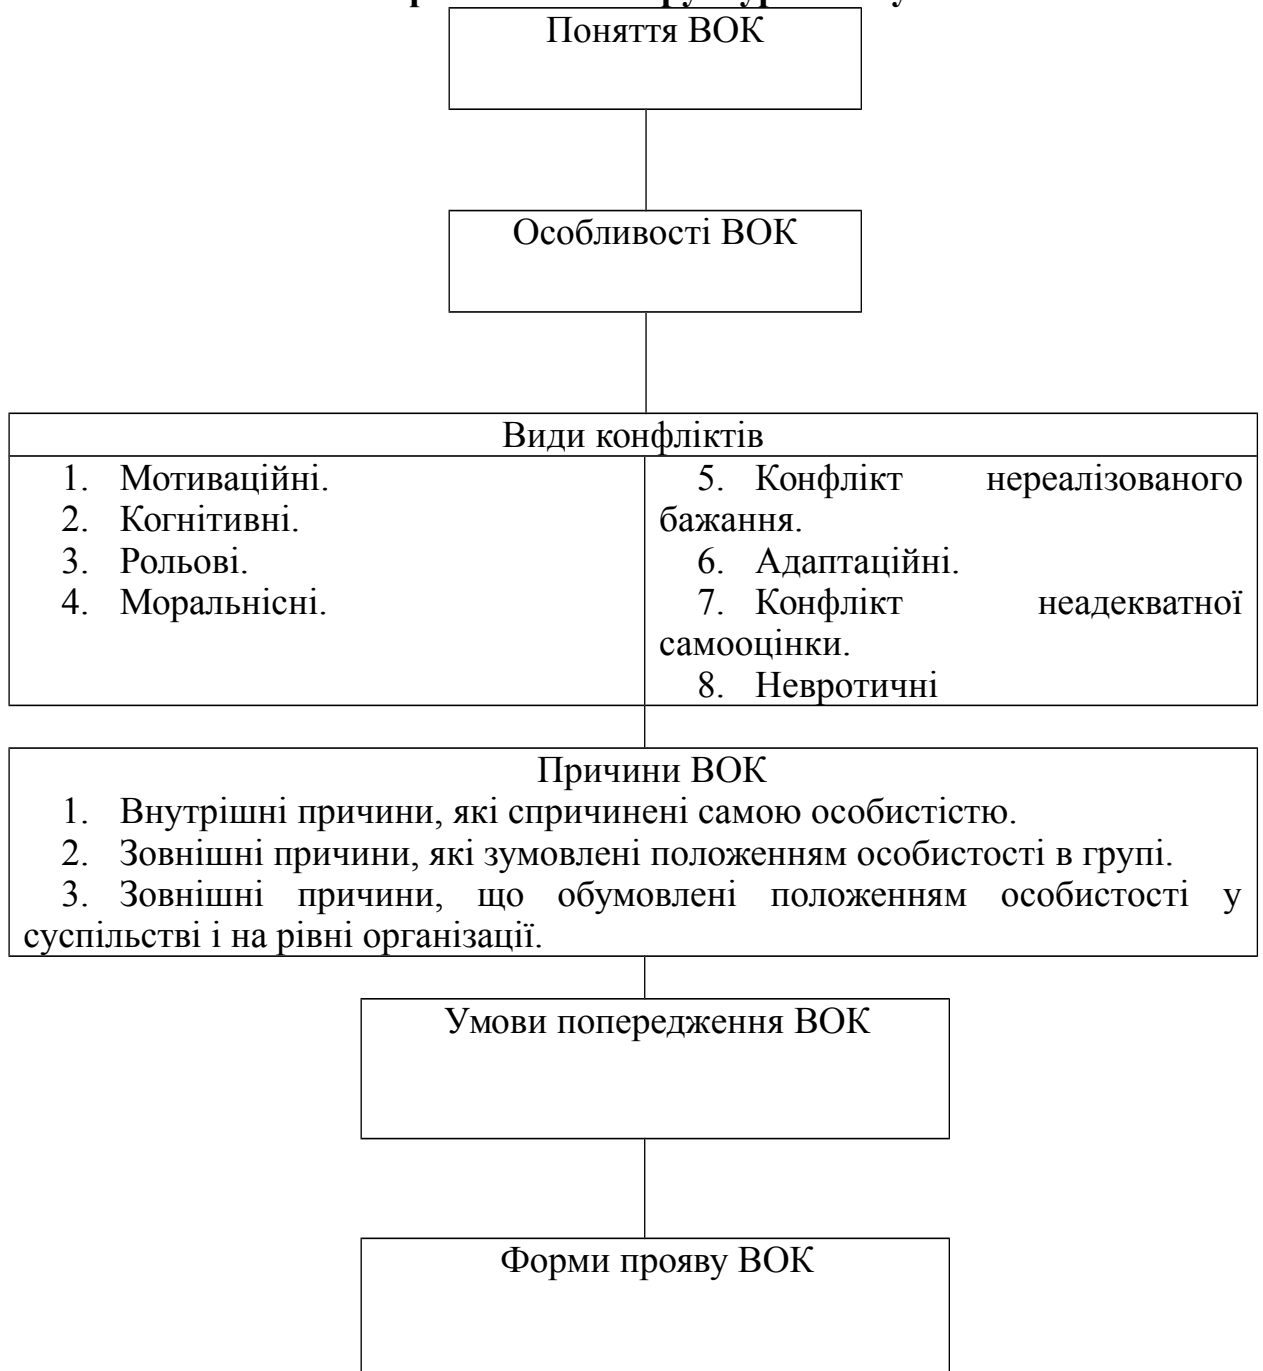 Поняття ВОК
Особливості ВОК
Види конфліктів
1. Мотиваційні.
2. Когнітивні.
3. Рольові.
4. Моральнісні.
5. Конфлікт нереалізованого
бажання.
6. Адаптаційні.
7. Конфлікт неадекватної
самооцінки.
8. Невротичні
Причини ВОК
1. Внутрішні причини, які спричинені самою особистістю.
2. Зовнішні причини, які зумовлені положенням особистості в групі.
3. Зовнішні причини, що обумовлені положенням особистості у
суспільстві і на рівні організації.
Умови попередження ВОК
Форми прояву ВОК